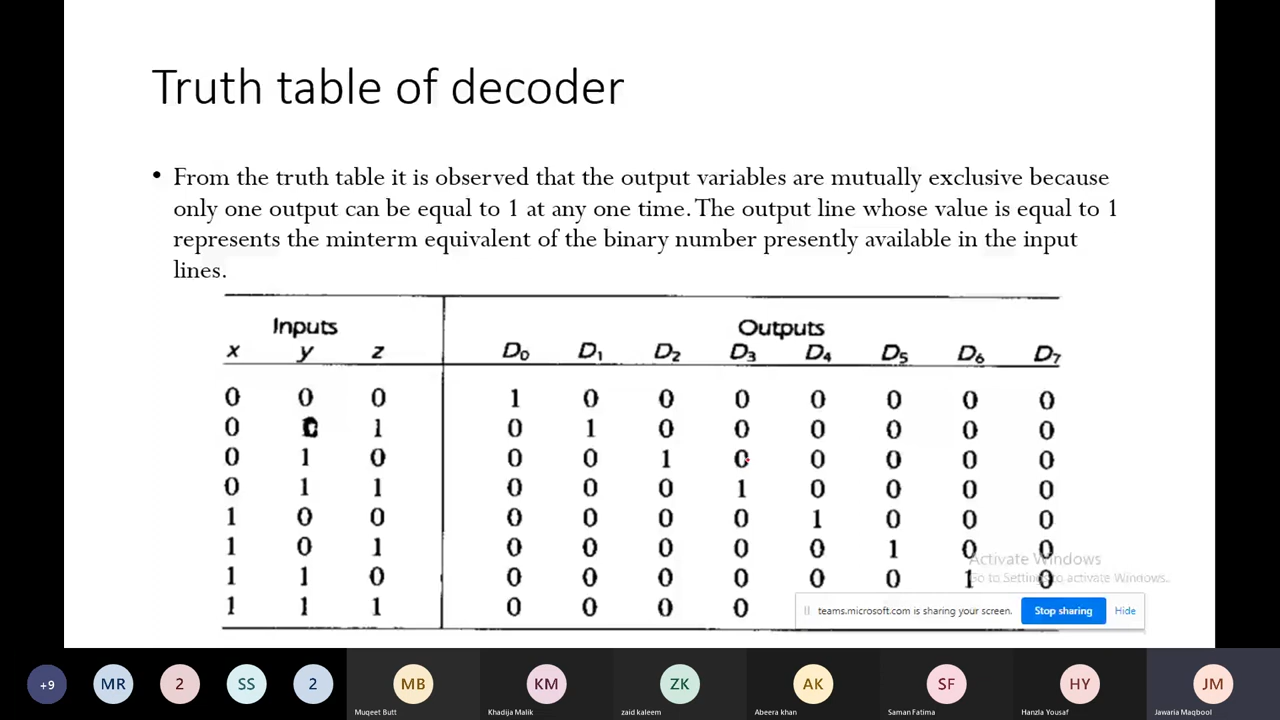 Truth table of decoder
• From the truth table it is observed that the output variables are mutually exclusive because
only one output can be equal to 1 at any one time. The output line whose value is equal to 1
represents the minterm equivalent of the binary number presently available in the input
lines.
Inputs Outputs
x y z D0 D1 D2 D3 D4 D5 D6 D7
0 0 0 1 0 0 0 0 0 0 0
0 0 1 0 1 0 0 0 0 0 0
0 1 0 0 0 1 0 0 0 0 0
0 1 1 0 0 0 1 0 0 0 0
1 0 0 0 0 0 0 1 0 0 0
1 0 1 0 0 0 0 0 1 0 0
Activate Windows
1 1 0 0 0 0 0 0 0 1 0
Go to Settings to activate Windows.
1 1 1 0 0 0 0
teams.microsoft.com is sharing your screen. Stop sharing Hide
+9 MR 2 SS 2 MB KM ZK AK SF HY JM
Muqeet Butt Khadija Malik zaid kaleem Abeera khan Saman Fatima Hanzla Yousaf Jawaria Maqbool